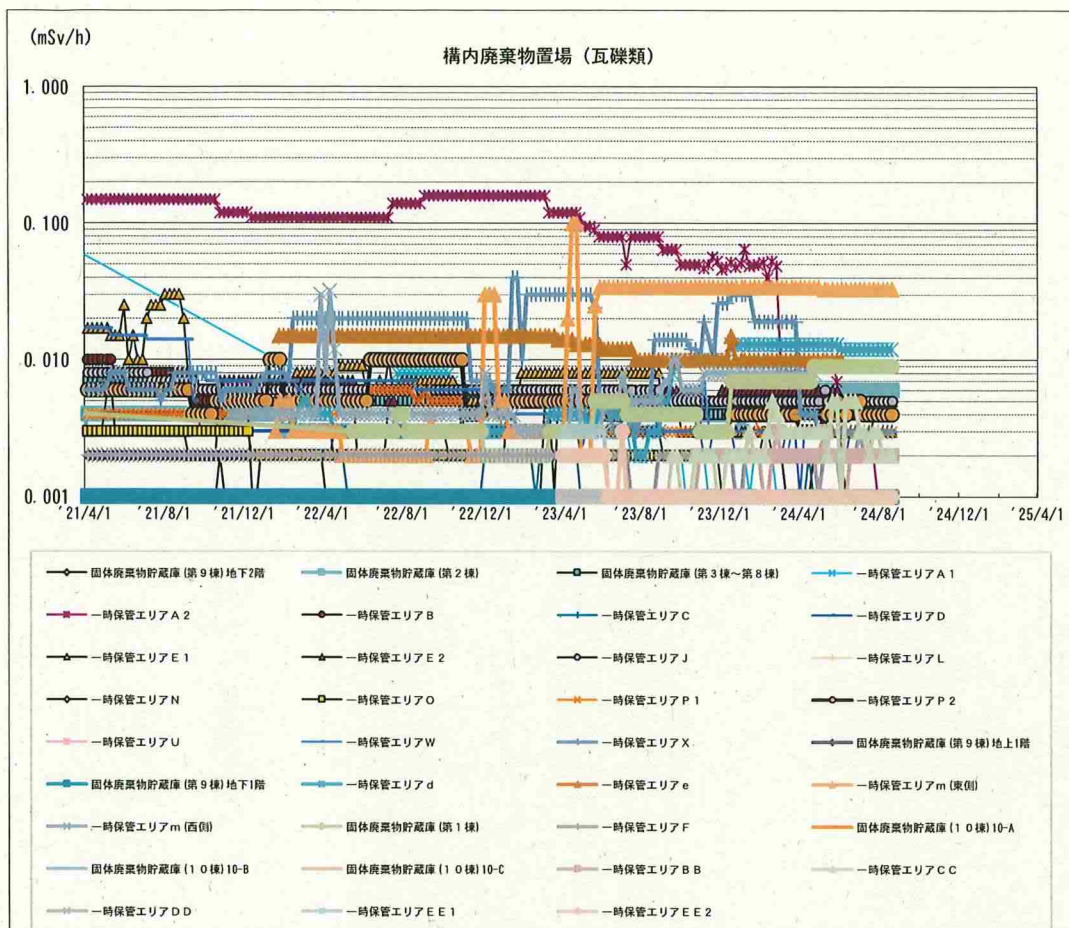 (mSv/h)
構内廃棄物置場（瓦礫類）
1.000
0.100
0.010
0.001
'21/4/1 '21/8/1 '21/12/1 '22/4/1 '22/8/1 '22/12/1 '23/4/1 '23/8/1 '23/12/1 '24/4/1 '24/8/1 '24/12/1 '25/4/1
固体廃棄物貯蔵庫(第9棟)地下2階 固体廃棄物貯蔵庫(第2棟) 固体廃棄物貯蔵庫(第3棟～第8棟) 一時保管エリアA1
一時保管エリアA2 一時保管エリアB 一時保管エリアC 一時保管エリアD
一時保管エリアE1 一時保管エリアE2 一時保管エリアJ 一時保管エリアL
一時保管エリアN 一時保管エリアO 一時保管エリアP1 一時保管エリアP2
一時保管エリアU 一時保管エリアW 一時保管エリアX 固体廃棄物貯蔵庫(第9棟)地上1階
固体廃棄物貯蔵庫(第9棟)地下1階 一時保管エリアd 一時保管エリアe 一時保管エリアm(東側)
一時保管エリアm(西側) 固体廃棄物貯蔵庫(第1棟) 一時保管エリアF 固体廃棄物貯蔵庫(10棟)10-A
固体廃棄物貯蔵庫(10棟)10-B 固体廃棄物貯蔵庫(10棟)10-C 一時保管エリアBB 一時保管エリアCC
一時保管エリアDD 一時保管エリアEE1 一時保管エリアEE2